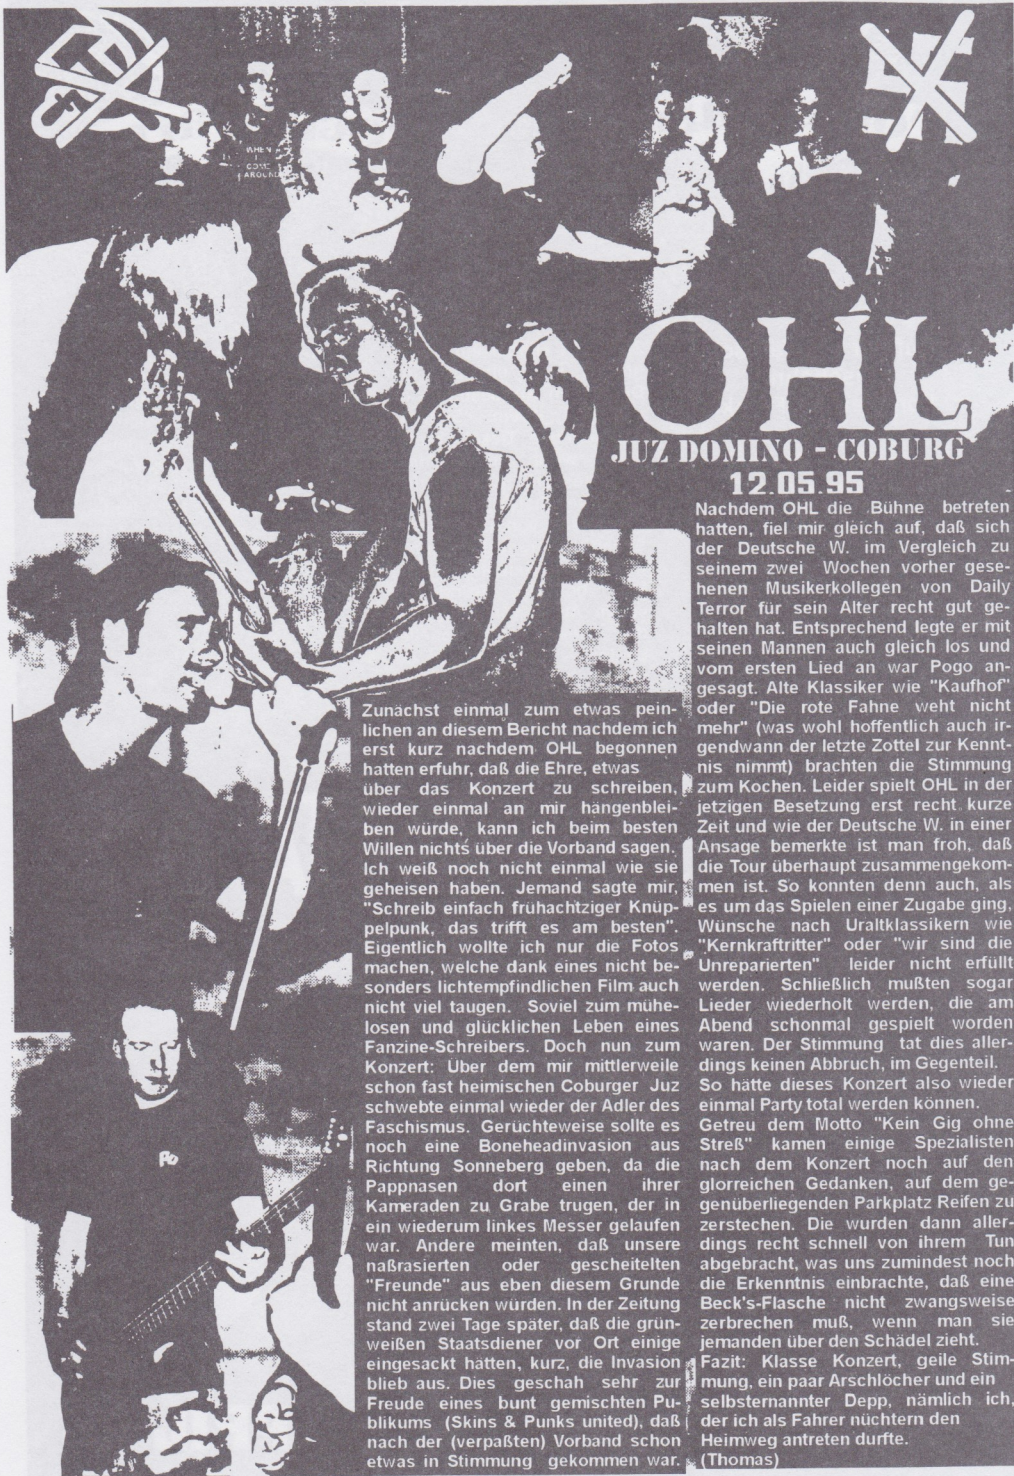 WHEN
I
COME
AROUND
OHL
JUZ DOMINO - COBURG
12.05.95
Zunächst einmal zum etwas pein-
lichen an diesem Bericht nachdem ich
erst kurz nachdem OHL begonnen
hatten erfuhr, daß die Ehre, etwas
über das Konzert zu schreiben,
wieder einmal an mir hängenblei-
ben würde, kann ich beim besten
Willen nichts über die Vorband sagen.
Ich weiß noch nicht einmal wie sie
geheisen haben. Jemand sagte mir,
"Schreib einfach frühachtziger Knüp-
pelpunk, das trifft es am besten".
Eigentlich wollte ich nur die Fotos
machen, welche dank eines nicht be-
sonders lichtempfindlichen Film auch
nicht viel taugen. Soviel zum mühe-
losen und glücklichen Leben eines
Fanzine-Schreibers. Doch nun zum
Konzert: Über dem mir mittlerweile
schon fast heimischen Coburger Juz
schwebte einmal wieder der Adler des
Faschismus. Gerüchteweise sollte es
noch eine Boneheadinvasion aus
Richtung Sonneberg geben, da die
Pappnasen dort einen ihrer
Kameraden zu Grabe trugen, der in
ein wiederum linkes Messer gelaufen
war. Andere meinten, daß unsere
naßrasierten oder gescheitelten
"Freunde" aus eben diesem Grunde
nicht anrücken würden. In der Zeitung
stand zwei Tage später, daß die grün-
weißen Staatsdiener vor Ort einige
eingesackt hätten, kurz, die Invasion
blieb aus. Dies geschah sehr zur
Freude eines bunt gemischten Pu-
blikums (Skins & Punks united), daß
nach der (verpaßten) Vorband schon
etwas in Stimmung gekommen war.
Nachdem OHL die Bühne betreten
hatten, fiel mir gleich auf, daß sich
der Deutsche W. im Vergleich zu
seinem zwei Wochen vorher gese-
henen Musikerkollegen von Daily
Terror für sein Alter recht gut ge-
halten hat. Entsprechend legte er mit
seinen Mannen auch gleich los und
vom ersten Lied an war Pogo an-
gesagt. Alte Klassiker wie "Kaufhof"
oder "Die rote Fahne weht nicht
mehr" (was wohl hoffentlich auch ir-
gendwann der letzte Zottel zur Kennt-
nis nimmt) brachten die Stimmung
zum Kochen. Leider spielt OHL in der
jetzigen Besetzung erst recht kurze
Zeit und wie der Deutsche W. in einer
Ansage bemerkte ist man froh, daß
die Tour überhaupt zusammengekom-
men ist. So konnten denn auch, als
es um das Spielen einer Zugabe ging,
Wünsche nach Uraltklassikern wie
"Kernkraftritter" oder "wir sind die
Unreparierten" leider nicht erfüllt
werden. Schließlich mußten sogar
Lieder wiederholt werden, die am
Abend schonmal gespielt worden
waren. Der Stimmung tat dies aller-
dings keinen Abbruch, im Gegenteil.
So hätte dieses Konzert also wieder
einmal Party total werden können.
Getreu dem Motto "Kein Gig ohne
Streß" kamen einige Spezialisten
nach dem Konzert noch auf den
glorreichen Gedanken, auf dem ge-
genüberliegenden Parkplatz Reifen zu
zerstechen. Die wurden dann aller-
dings recht schnell von ihrem Tun
abgebracht, was uns zumindest noch
die Erkenntnis einbrachte, daß eine
Beck's-Flasche nicht zwangsweise
zerbrechen muß, wenn man sie
jemanden über den Schädel zieht.
Fazit: Klasse Konzert, geile Stim-
mung, ein paar Arschlöcher und ein
selbsternannter Depp, nämlich ich,
der ich als Fahrer nüchtern den
Heimweg antreten durfte.
(Thomas)